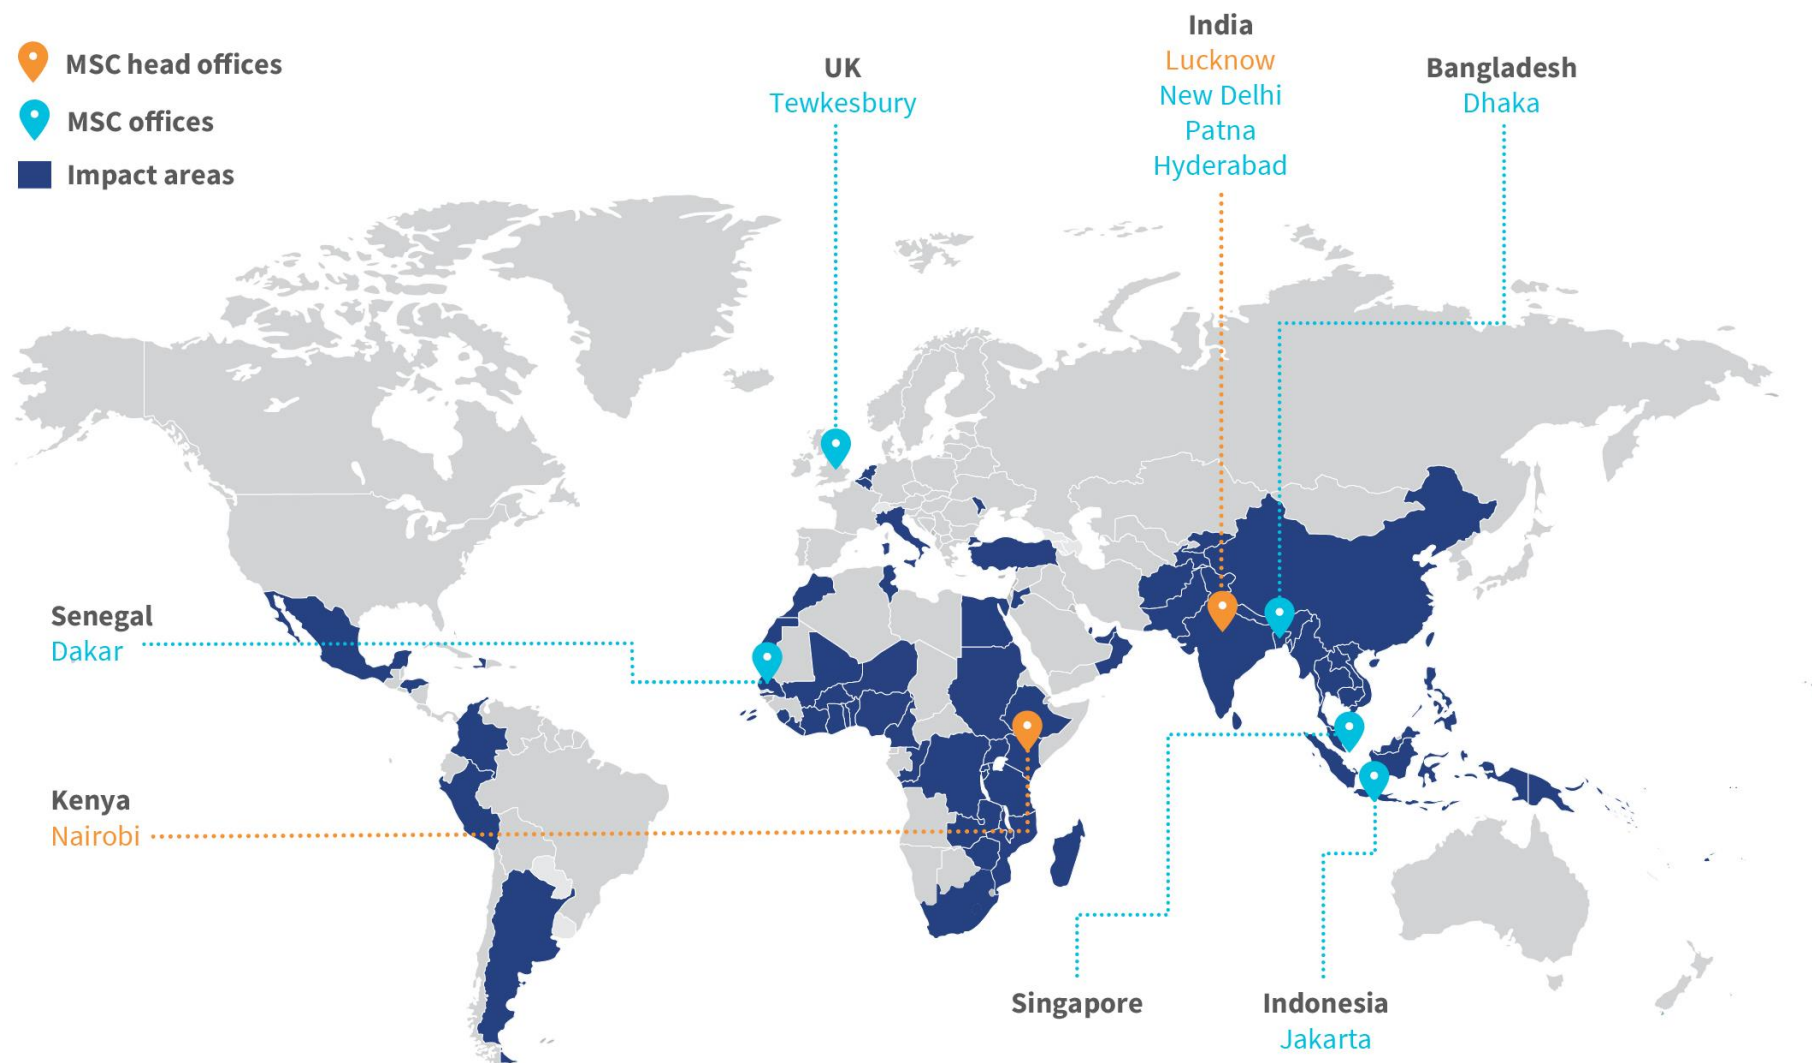 MSC head offices
MSC offices
Impact areas
UK
Tewkesbury
India
Lucknow
New Delhi
Patna
Hyderabad
Bangladesh
Dhaka
Senegal
Dakar
Kenya
Nairobi
Singapore
Indonesia
Jakarta